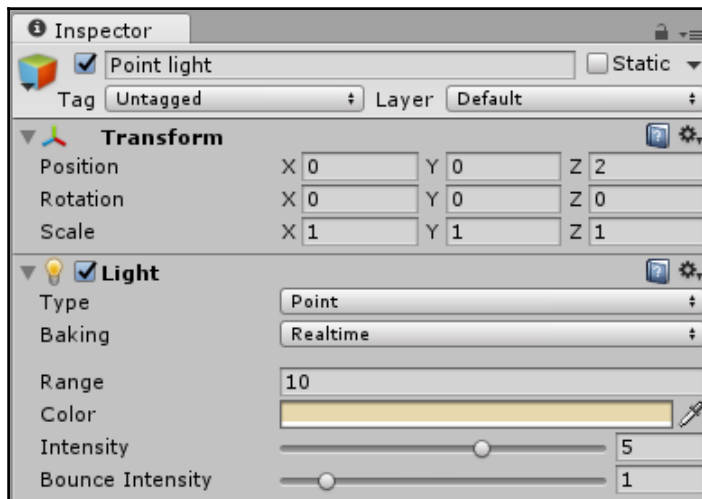 Inspector
Point light Static
Tag Untagged Layer Default
Transform
Position X 0 Y 0 Z 2
Rotation X 0 Y 0 Z 0
Scale X 1 Y 1 Z 1
Light
Type Point
Baking Realtime
Range 10
Color
Intensity 5
Bounce Intensity 1